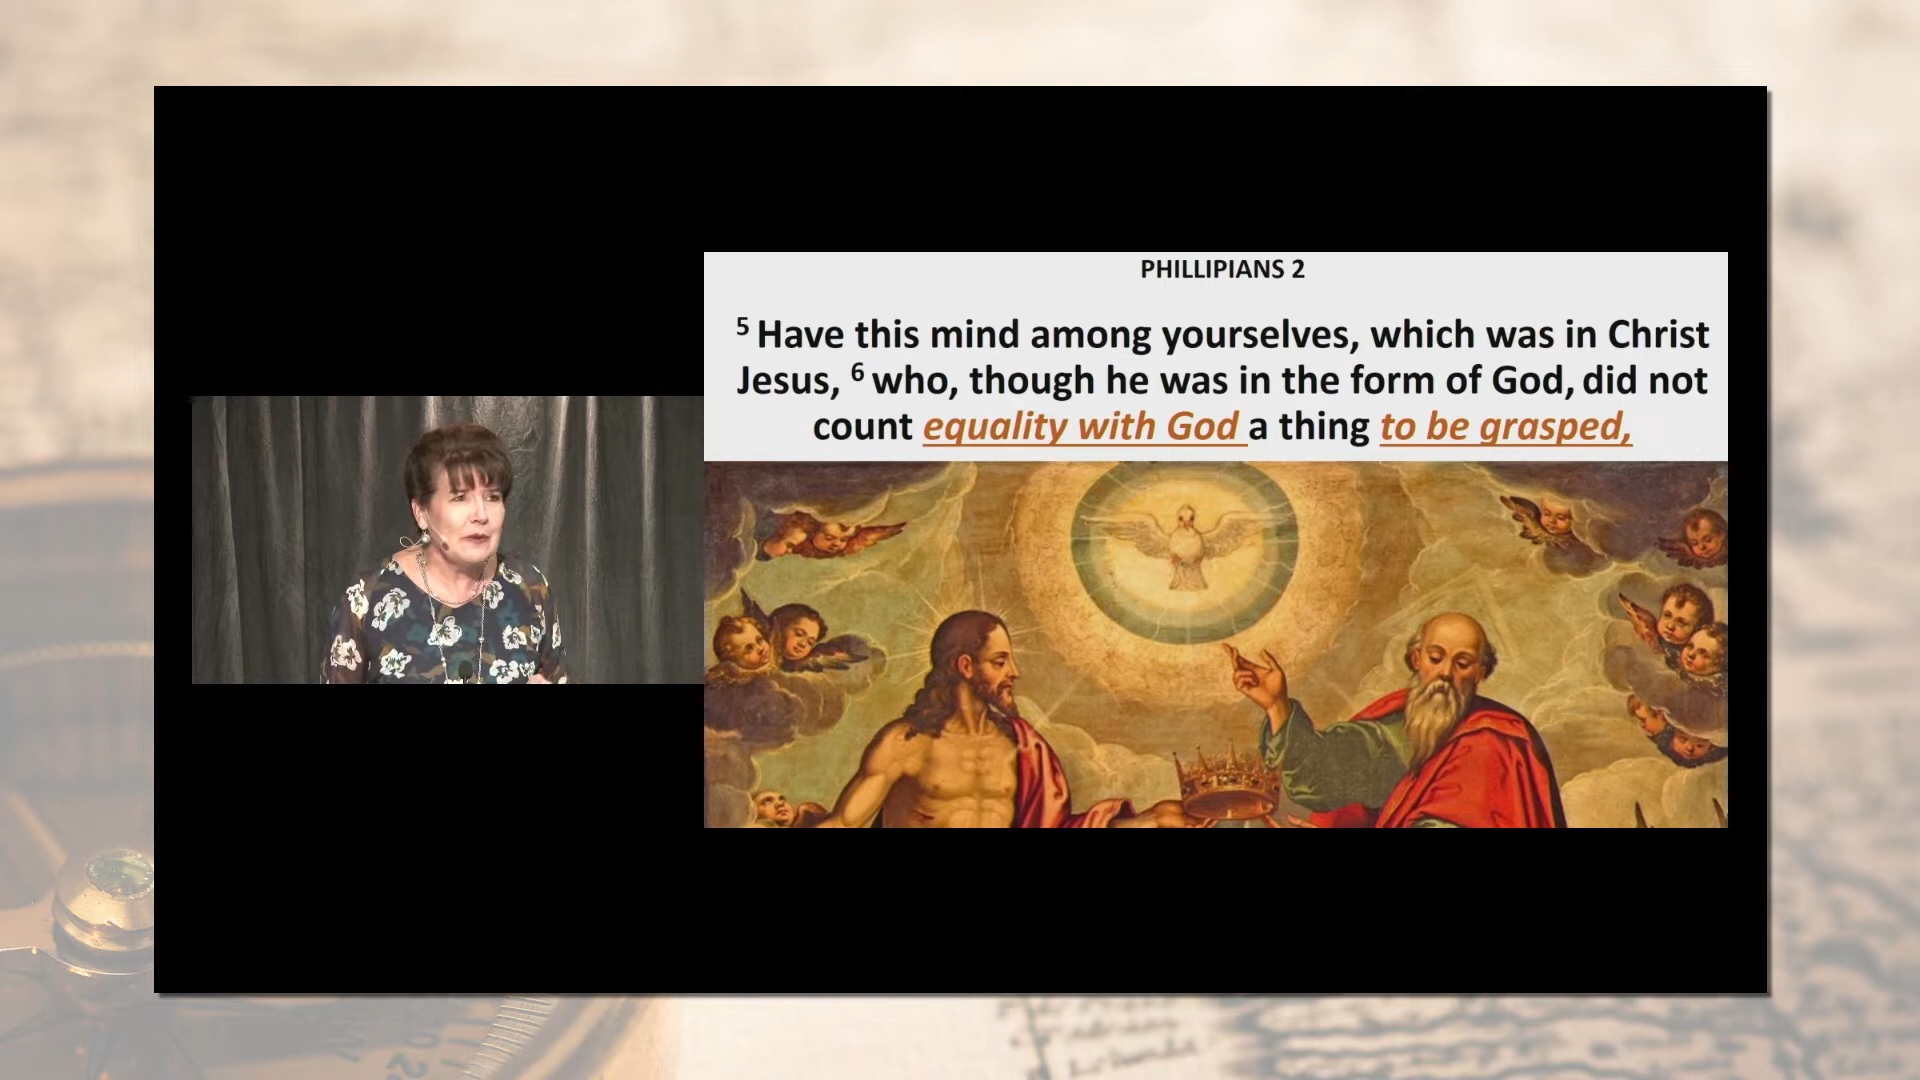 PHILLIPIANS 2
5 Have this mind among yourselves, which was in Christ
Jesus, 6 who, though he was in the form of God, did not
count equality with God a thing to be grasped,